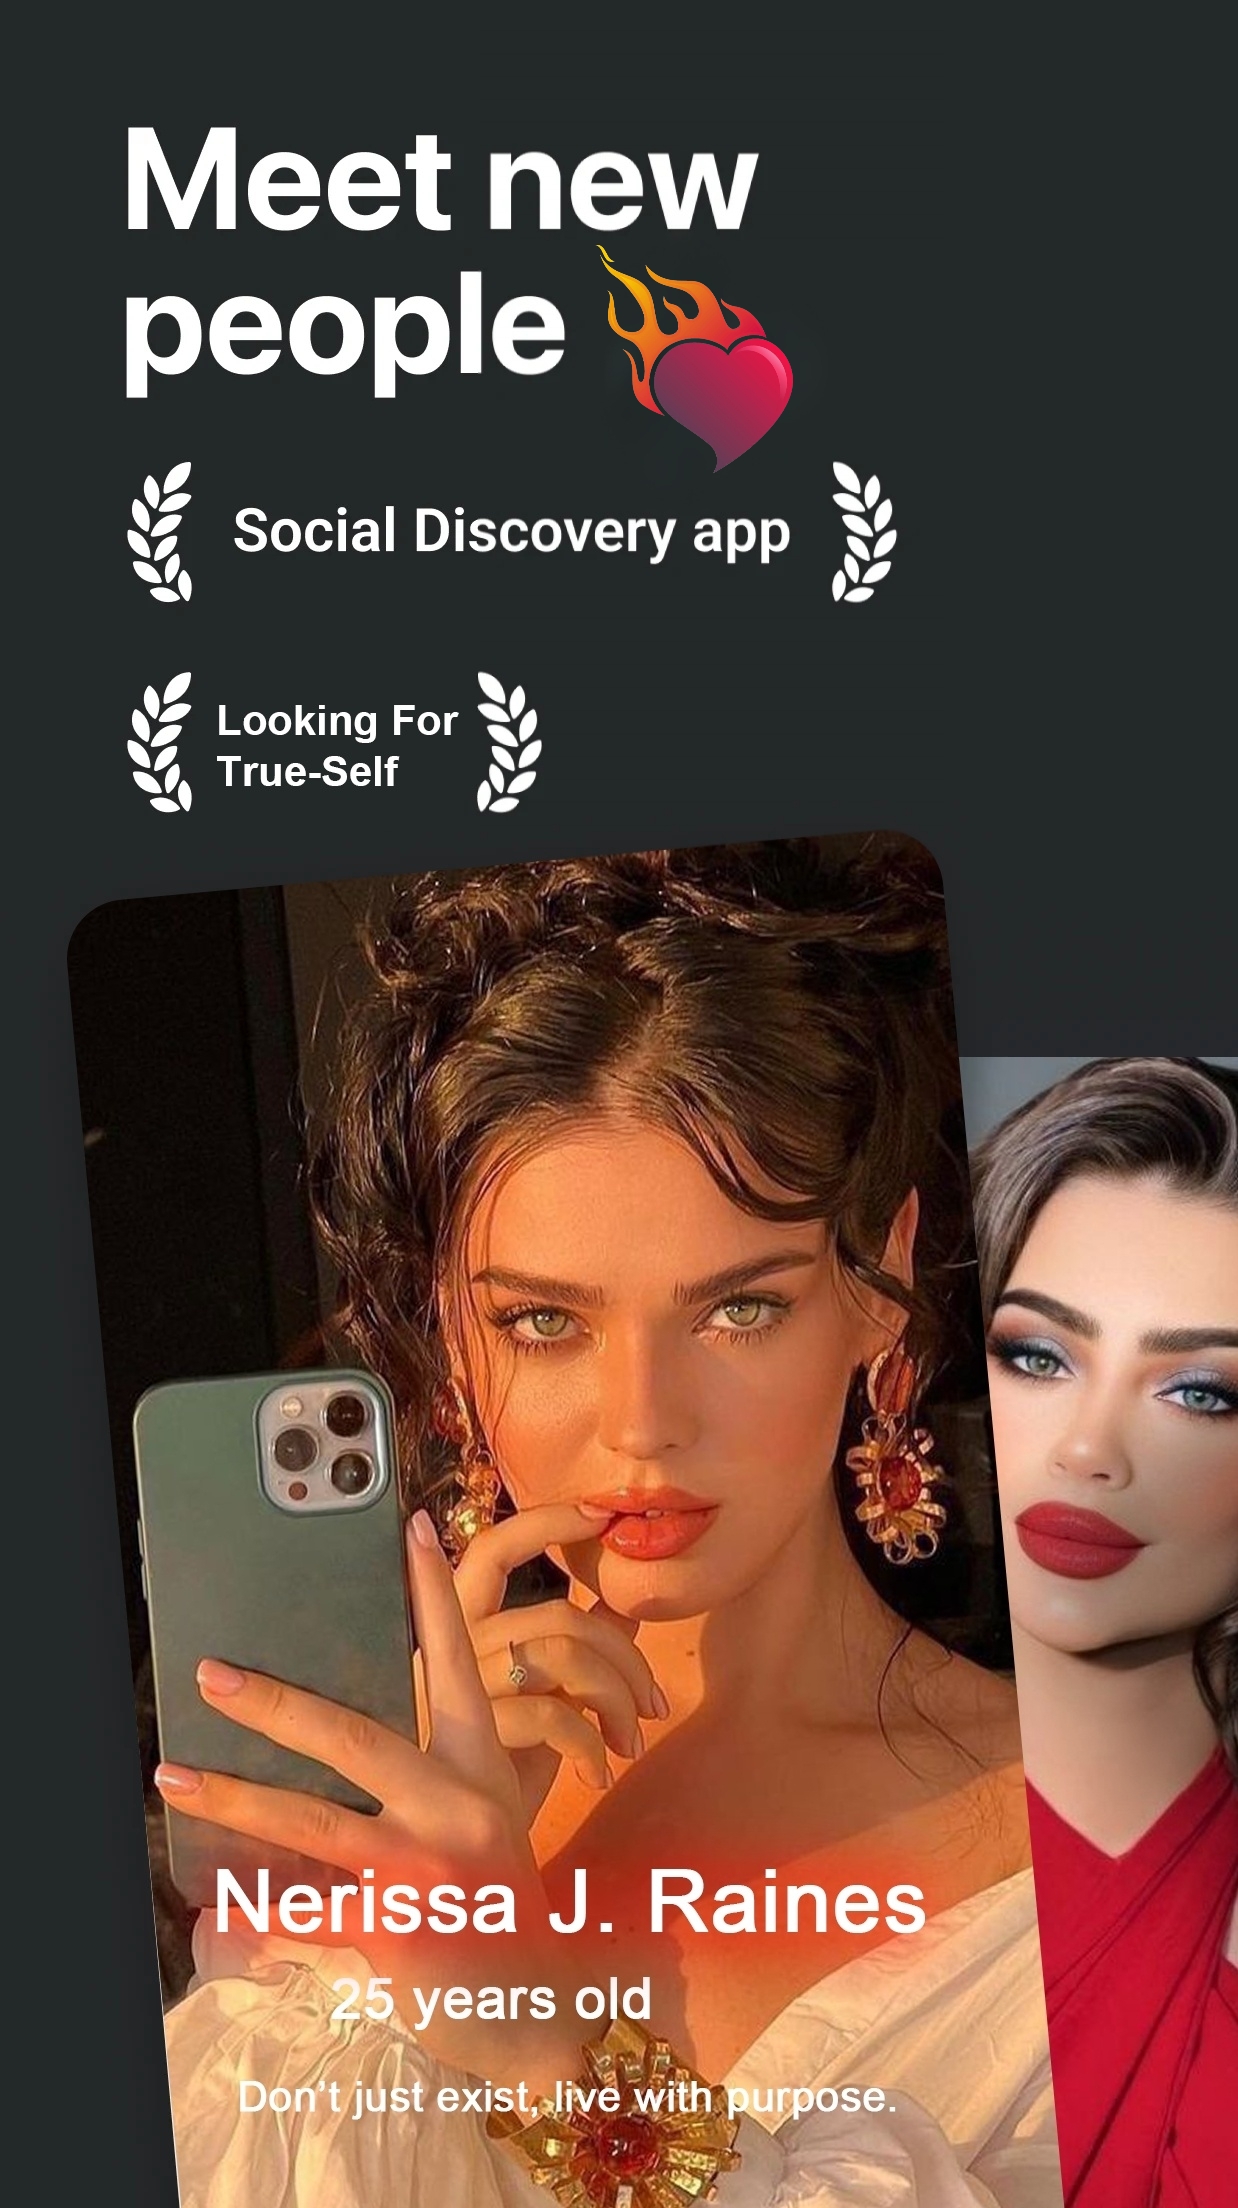 Meet new
people
Social Discovery app
Looking For
True-Self
Nerissa J. Raines
25 years old
Don't just exist, live with purpose.